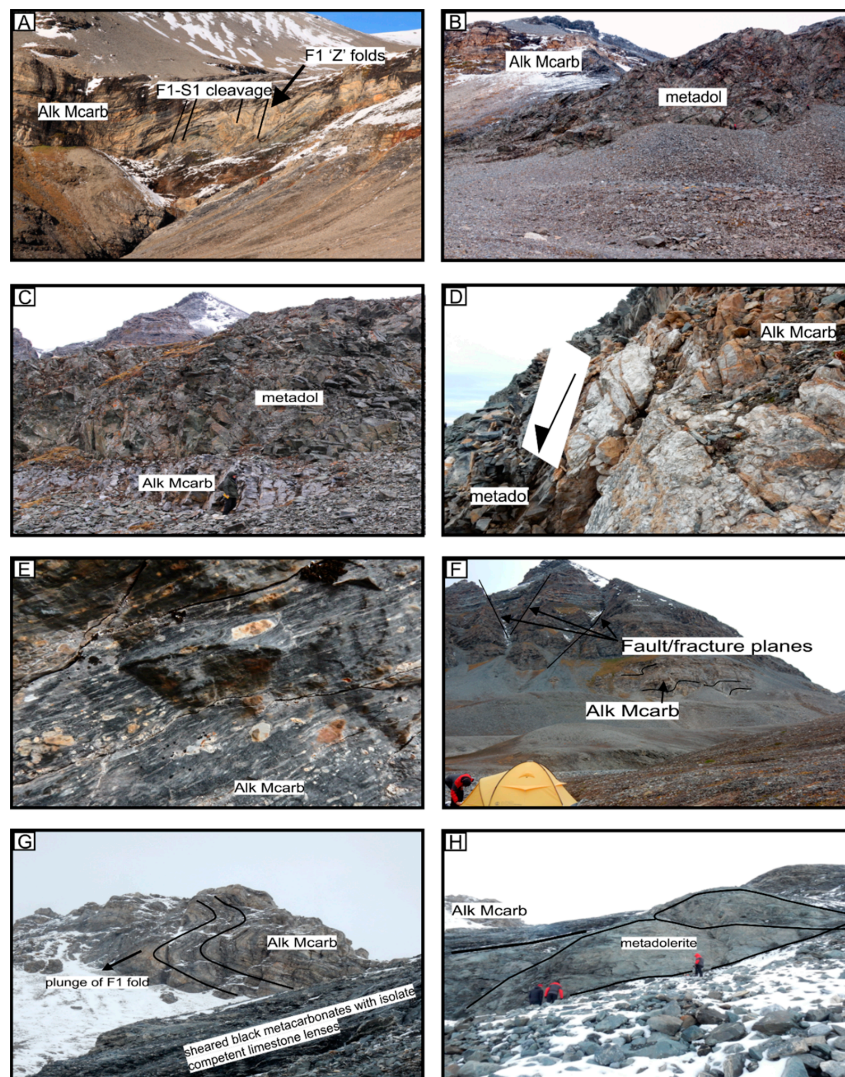 A
F1 ‘Z’ folds
F1-S1 cleavage
Alk Mcarb
B
Alk Mcarb
metadol
C
metadol
Alk Mcarb
D
Alk Mcarb
metadol
E
Alk Mcarb
F
Fault/fracture planes
Alk Mcarb
G
Alk Mcarb
plunge of F1 fold
sheared black metacarbonates with isolate
competent limestone lenses
H
Alk Mcarb
metadolerite